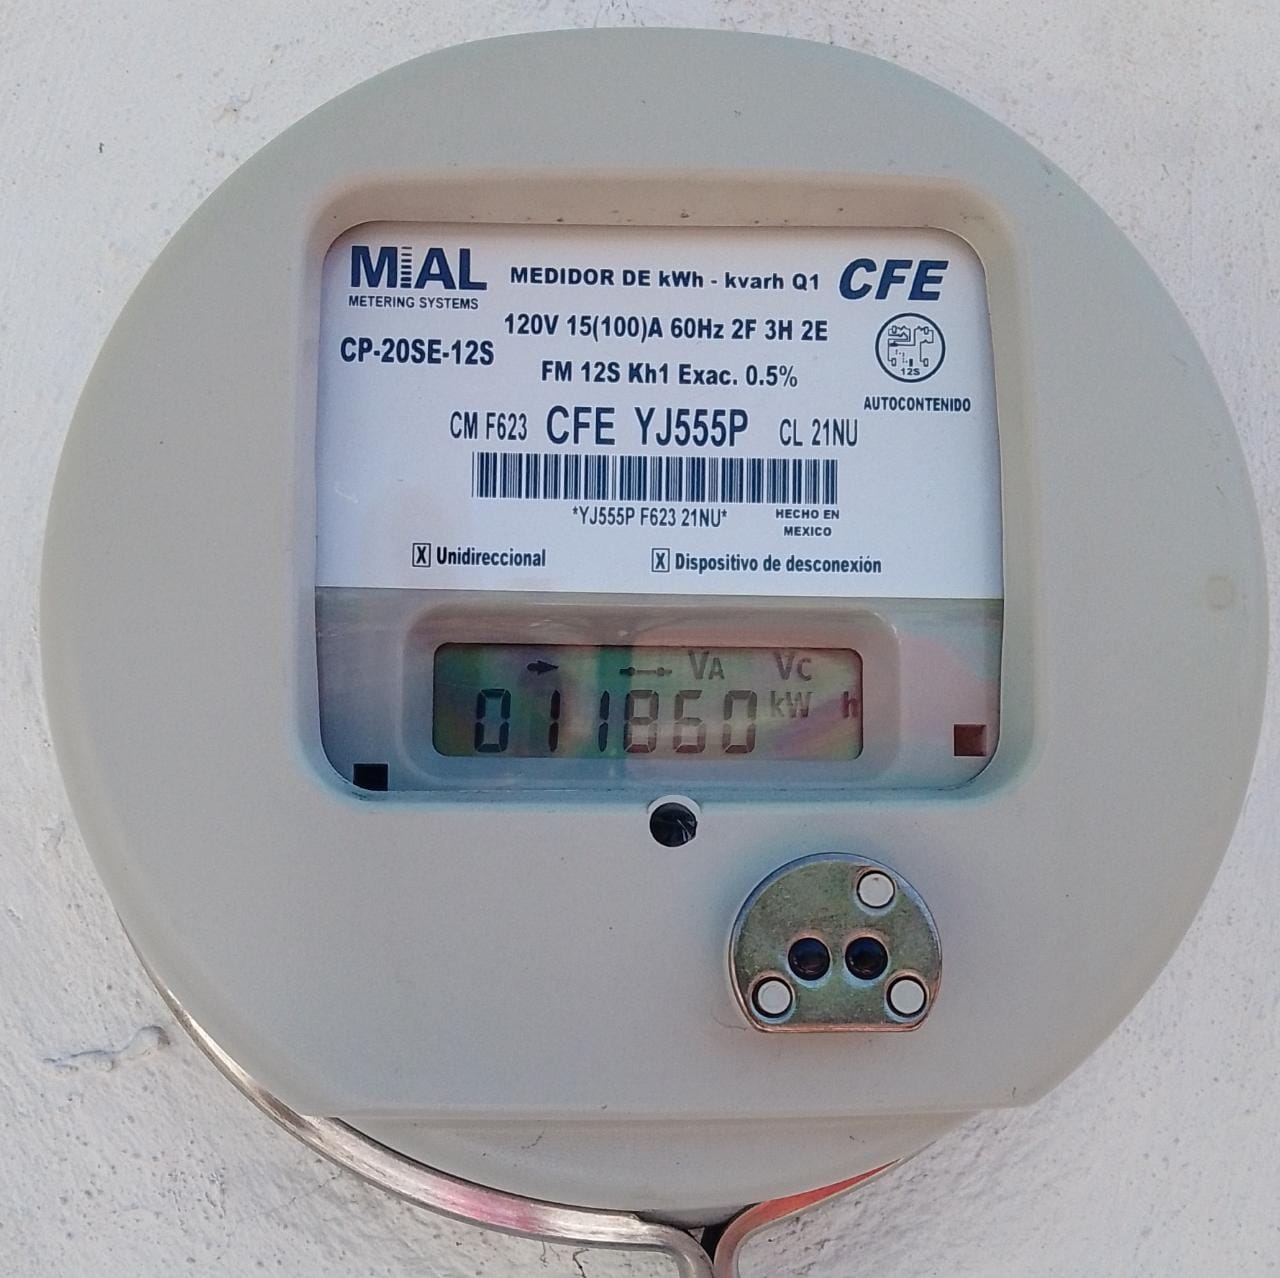 MIAL
METERING SYSTEMS
MEDIDOR DE kWh - kvarh Q1
CFE
120V 15(100)A 60Hz 2F 3H 2E
CP-20SE-12S
FM 12S Kh1 Exac. 0.5%
12S
AUTOCONTENIDO
CM F623 CFE YJ555P CL 21NU
*YJ555P F623 21NU*
HECHO EN
MEXICO
X Unidireccional
X Dispositivo de desconexión
VA VC
011860 kW h